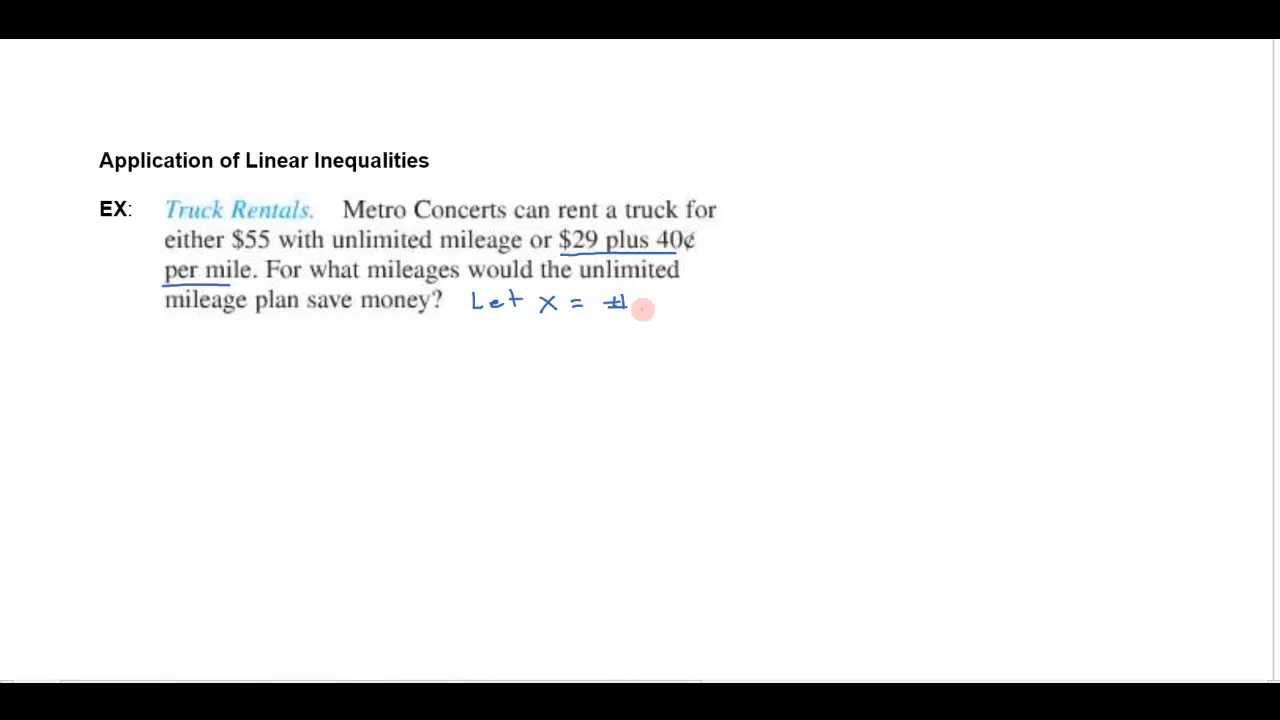 Application of Linear Inequalities
EX: Truck Rentals. Metro Concerts can rent a truck for
either $55 with unlimited mileage or $29 plus 40¢
per mile. For what mileages would the unlimited
mileage plan save money? Let x = #